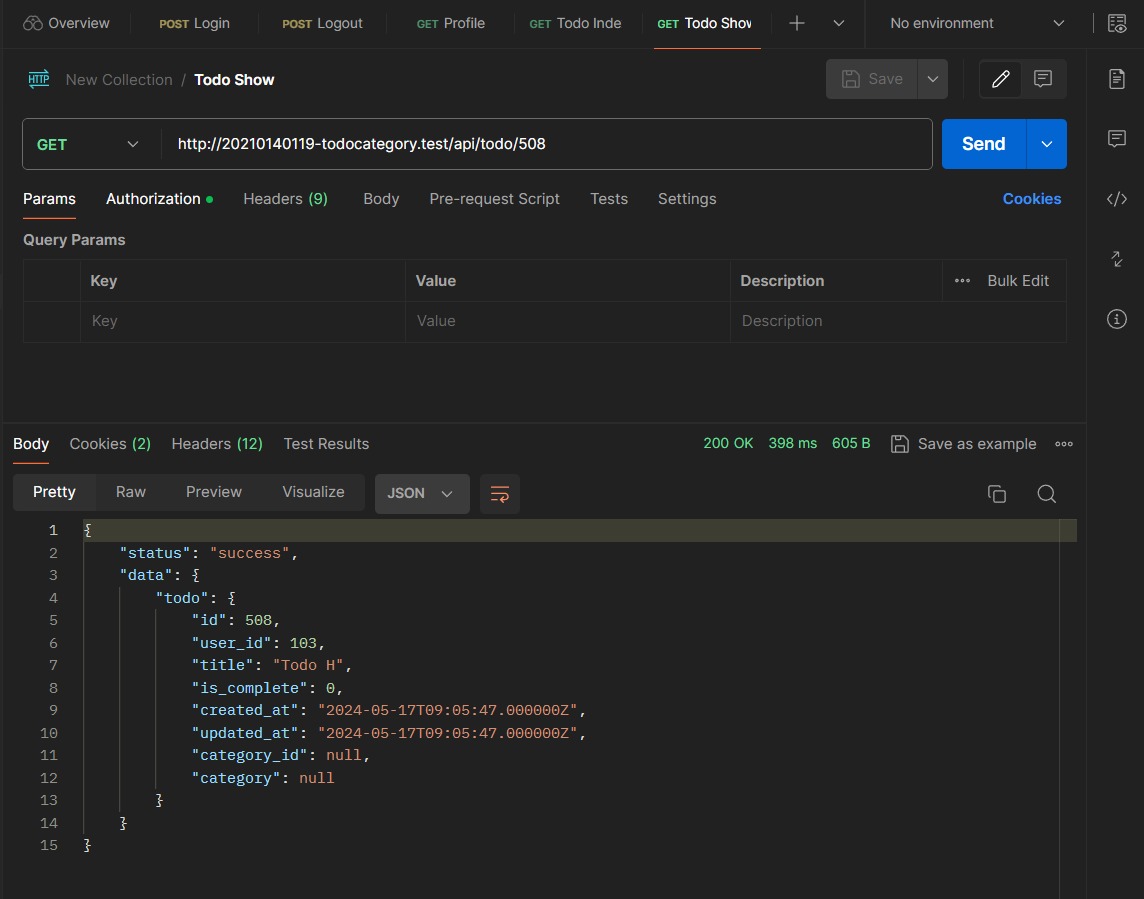 Overview POST Login POST Logout GET Profile GET Todo Inde GET Todo Show No environment
HTTP New Collection / Todo Show Save
GET http://20210140119-todocategory.test/api/todo/508 Send
Params Authorization Headers (9) Body Pre-request Script Tests Settings Cookies
Query Params
Key Value Description Bulk Edit
Key Value Description
Body Cookies (2) Headers (12) Test Results 200 OK 398 ms 605 B Save as example
Pretty Raw Preview Visualize JSON
1 {
2 "status": "success",
3 "data": {
4 "todo": {
5 "id": 508,
6 "user_id": 103,
7 "title": "Todo H",
8 "is_complete": 0,
9 "created_at": "2024-05-17T09:05:47.000000Z",
10 "updated_at": "2024-05-17T09:05:47.000000Z",
11 "category_id": null,
12 "category": null
13 }
14 }
15 }